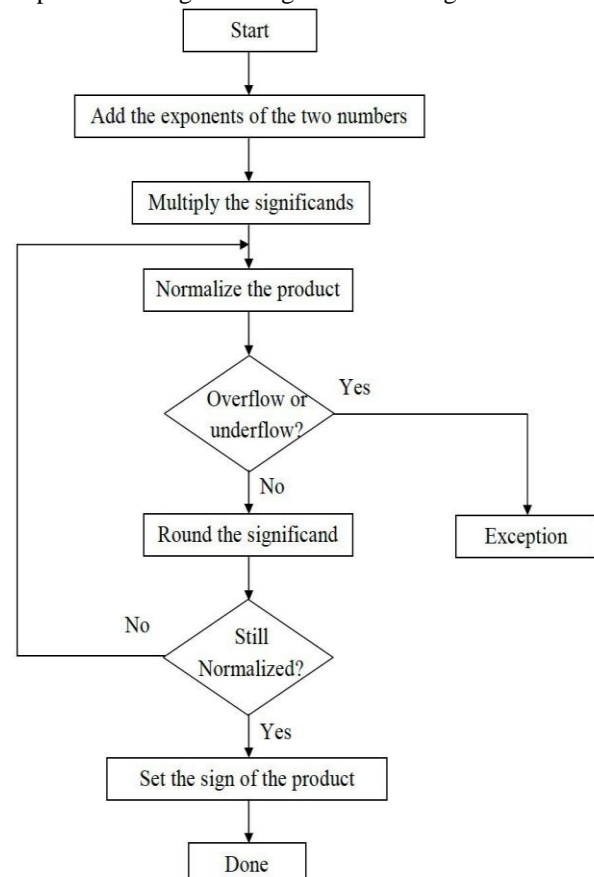 Start
Add the exponents of the two numbers
Multiply the significands
Normalize the product
Overflow or
underflow?
Yes
No
Round the significand
Exception
Still
Normalized?
No
Yes
Set the sign of the product
Done